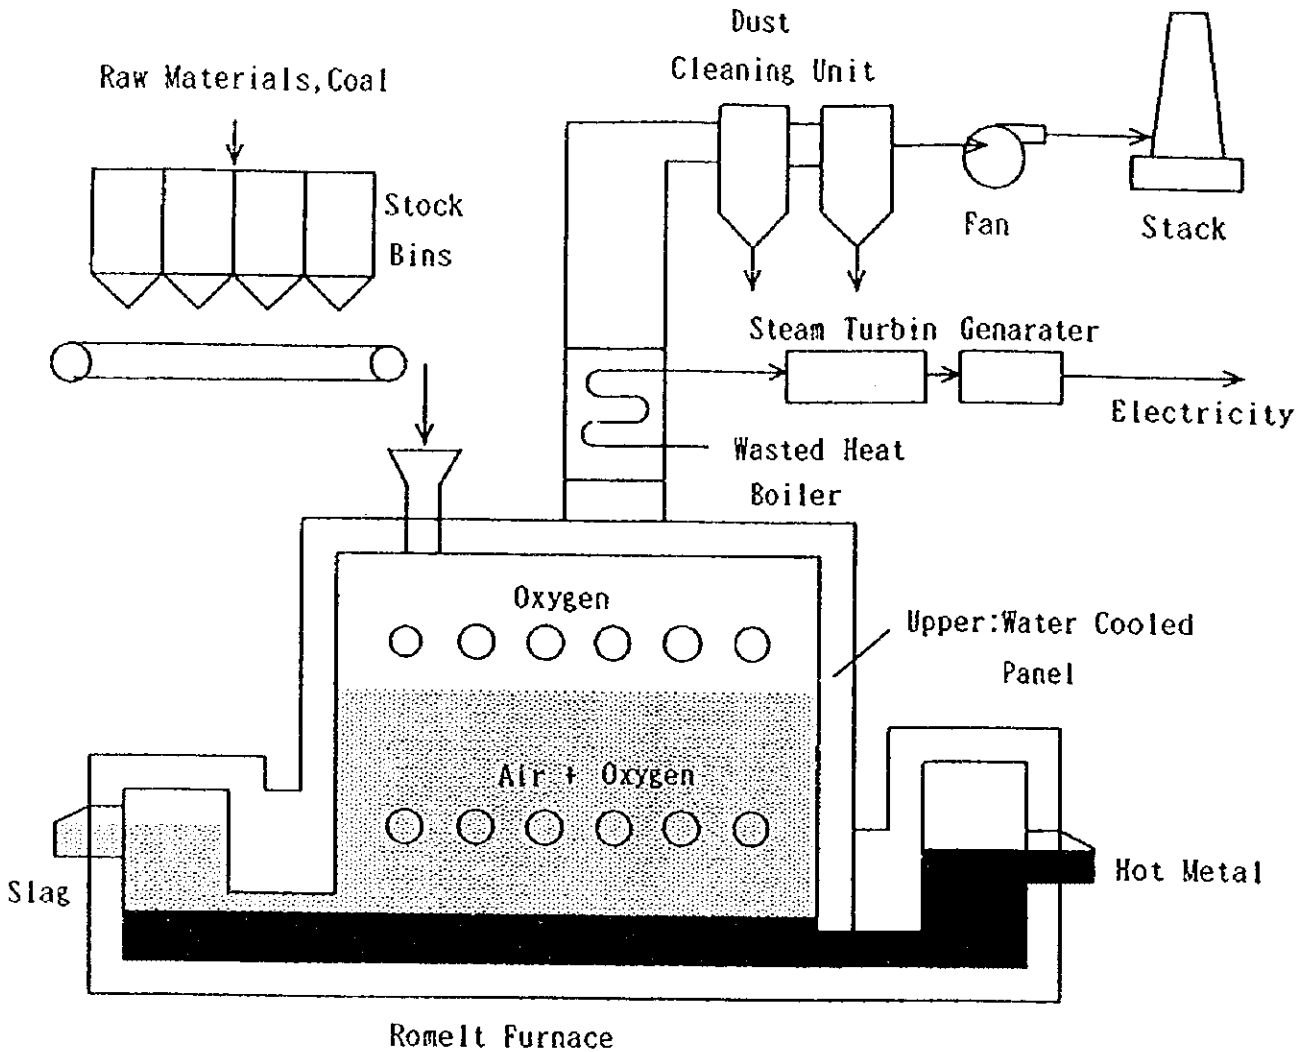 Dust
Cleaning Unit
Raw Materials,Coal
Stock
Bins
Fan
Stack
Steam Turbin Genarater
Electricity
Wasted Heat
Boiler
Oxygen
Upper:Water Cooled
Panel
Air + Oxygen
Slag
Hot Metal
Romelt Furnace